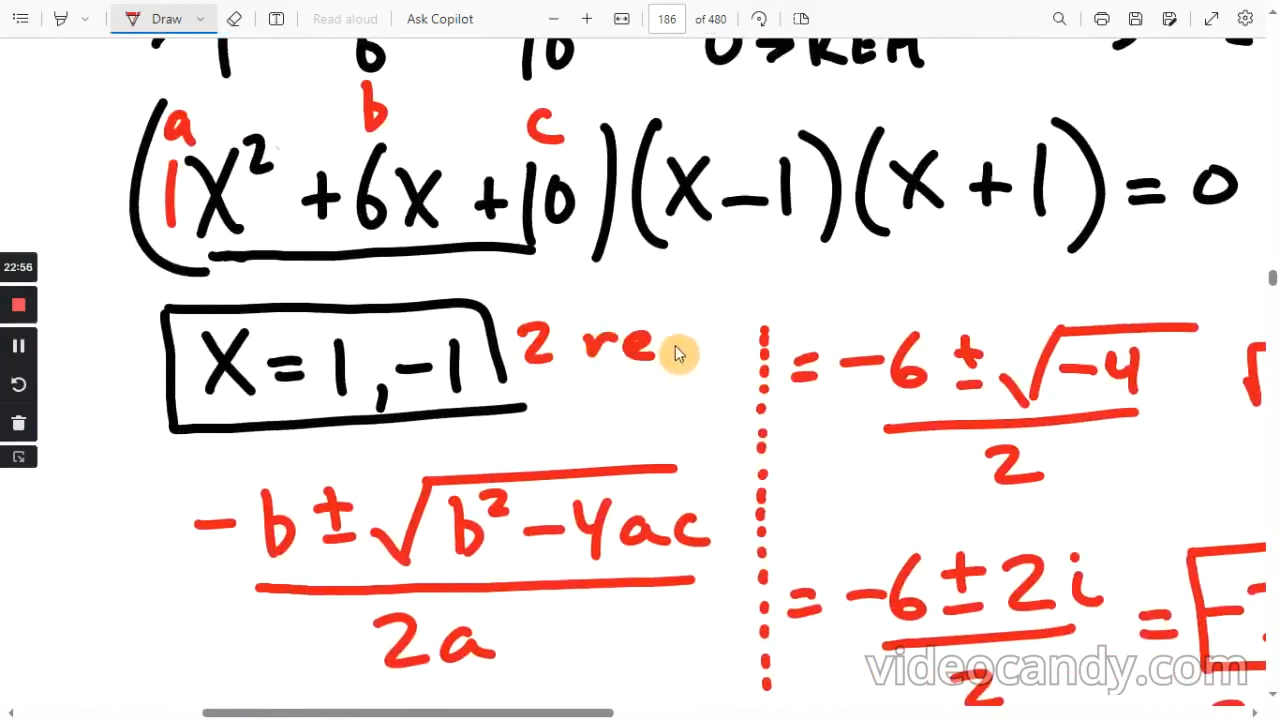 Draw
Read aloud
Ask Copilot
186 of 480
a b c
(1x² + 6x + 10)(x - 1)(x + 1) = 0
x = 1, -1
2 re
-b ± √b² - 4ac
2a
= -6 ± √-4
2
= -6 ± 2i
2
=
22:56
videocandy.com